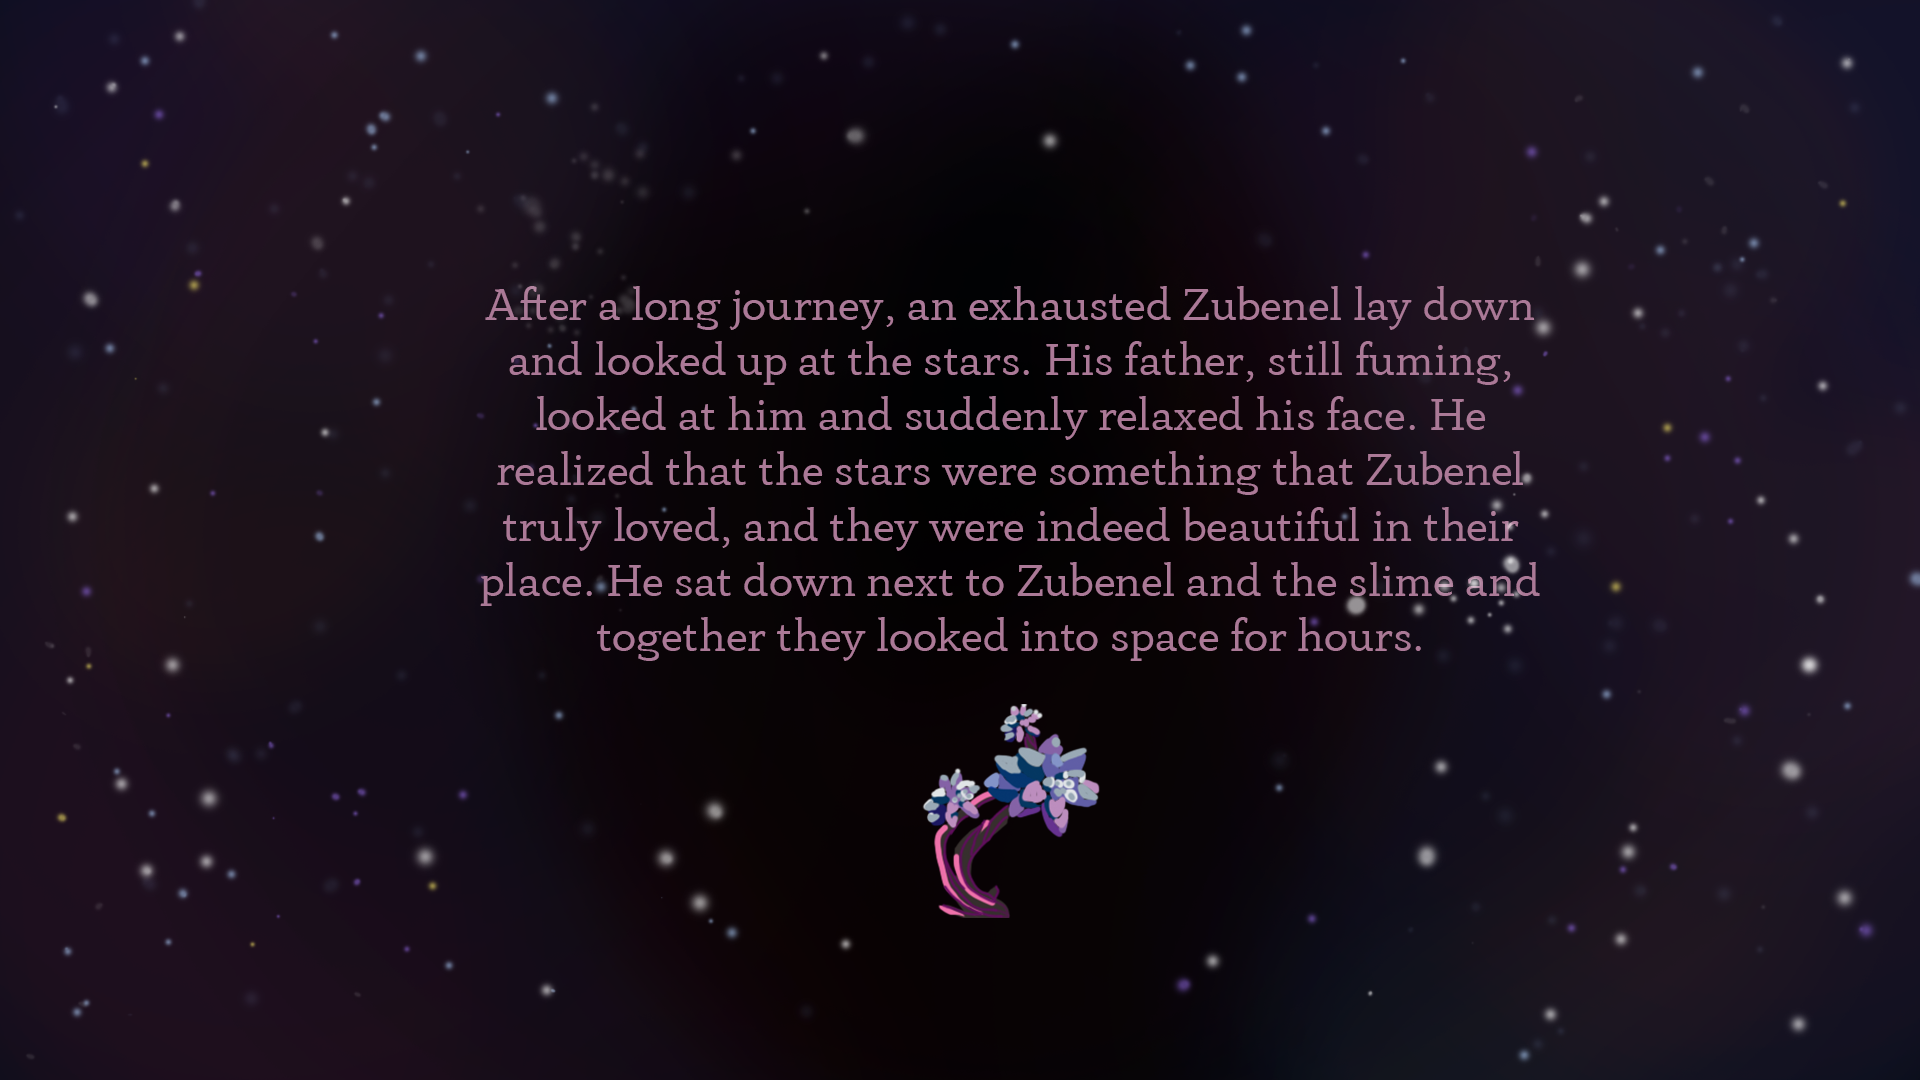 After a long journey, an exhausted Zubenel lay down
and looked up at the stars. His father, still fuming,
looked at him and suddenly relaxed his face. He
realized that the stars were something that Zubenel
truly loved, and they were indeed beautiful in their
place. He sat down next to Zubenel and the slime and
together they looked into space for hours.